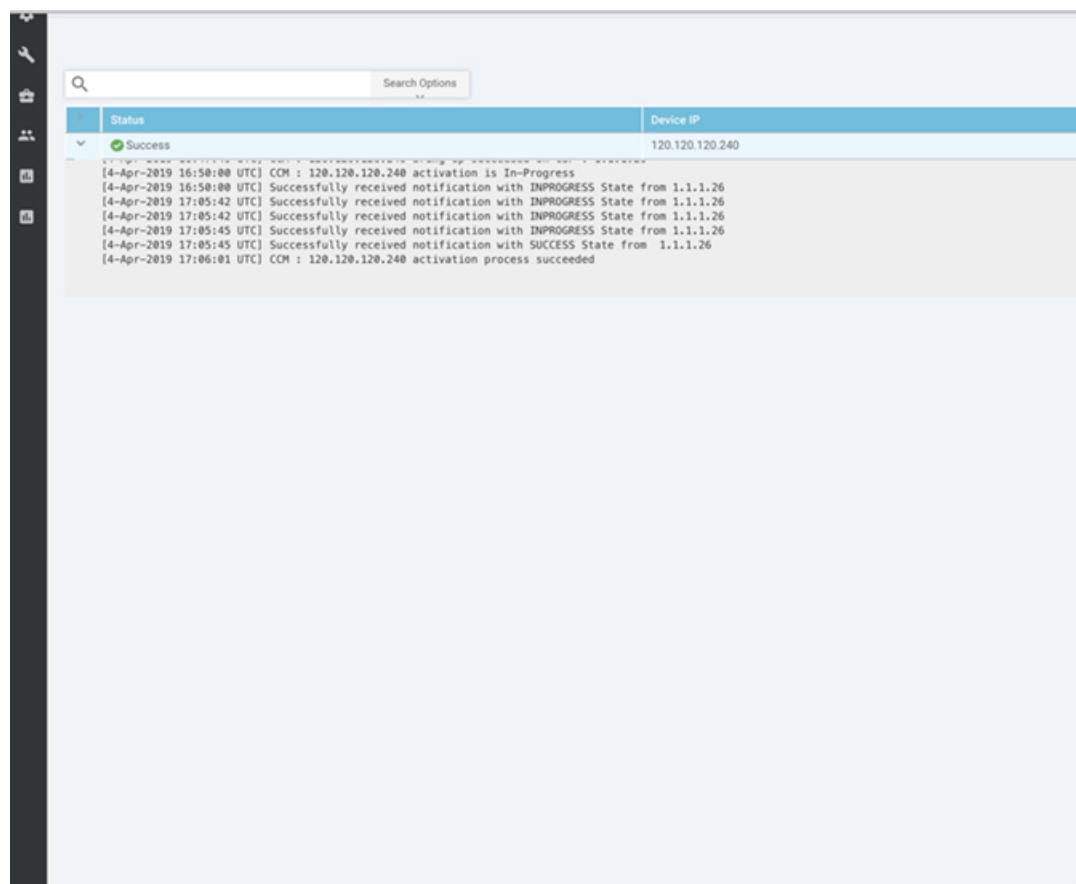 Search Options
Status Device IP
Success 120.120.120.240
[4-Apr-2019 16:50:00 UTC] CCM : 120.120.120.240 activation is In-Progress
[4-Apr-2019 16:50:00 UTC] Successfully received notification with INPROGRESS State from 1.1.1.26
[4-Apr-2019 17:05:42 UTC] Successfully received notification with INPROGRESS State from 1.1.1.26
[4-Apr-2019 17:05:42 UTC] Successfully received notification with INPROGRESS State from 1.1.1.26
[4-Apr-2019 17:05:45 UTC] Successfully received notification with INPROGRESS State from 1.1.1.26
[4-Apr-2019 17:05:45 UTC] Successfully received notification with SUCCESS State from  1.1.1.26
[4-Apr-2019 17:06:01 UTC] CCM : 120.120.120.240 activation process succeeded